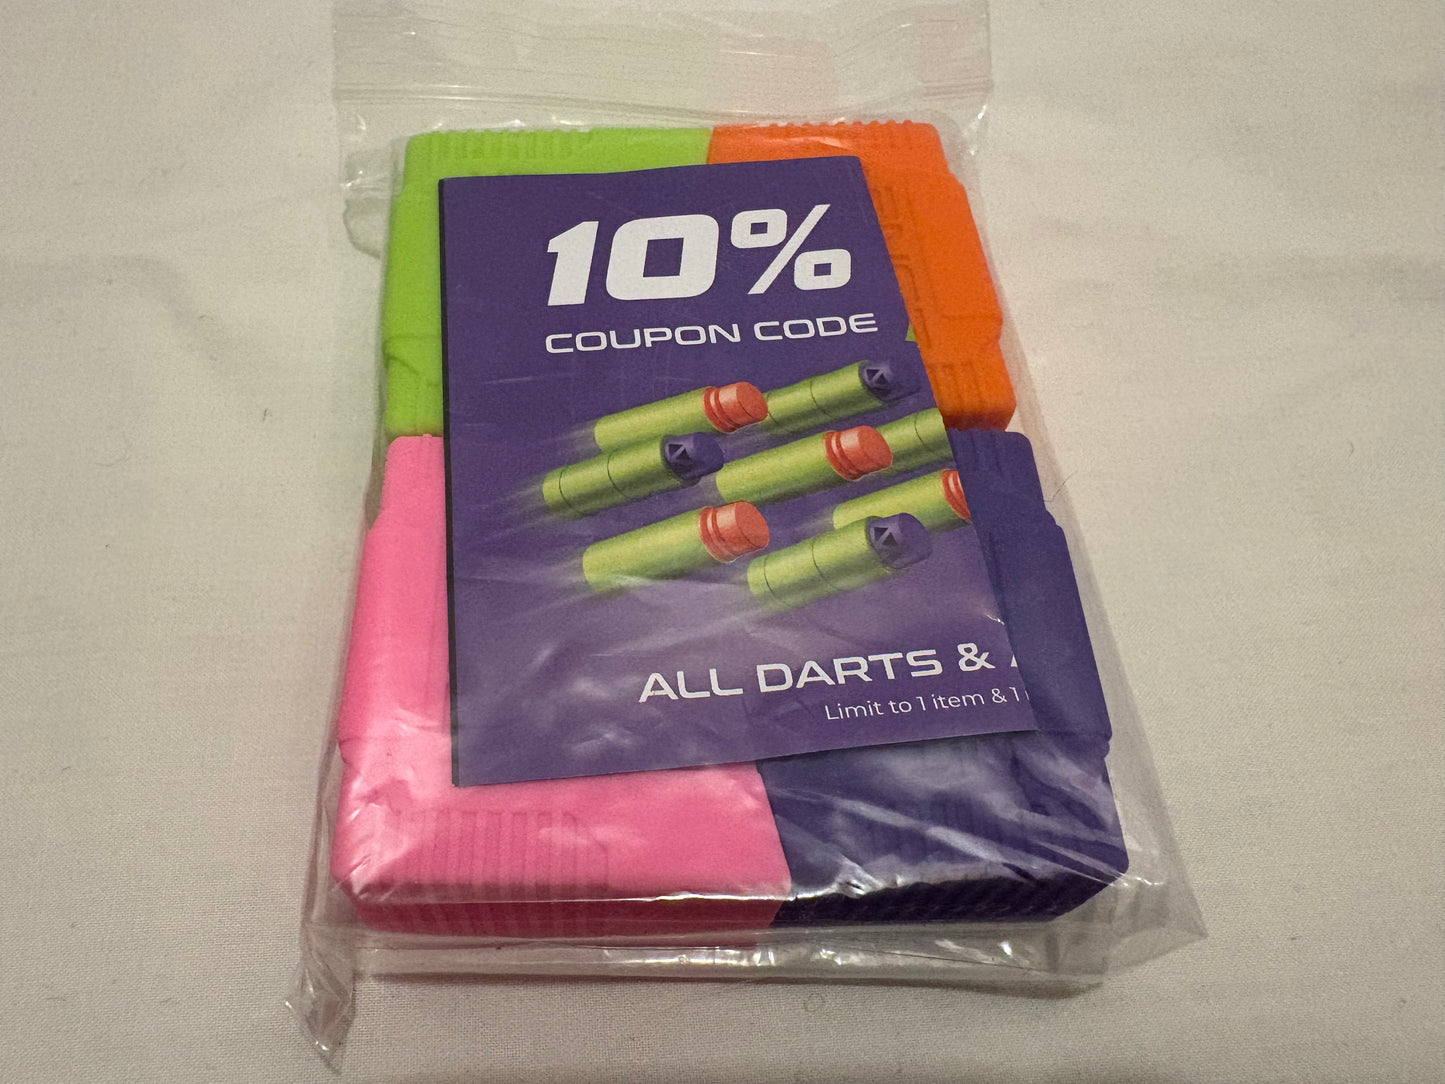 10%
COUPON CODE
ALL DARTS &
Limit to 1 item & 1